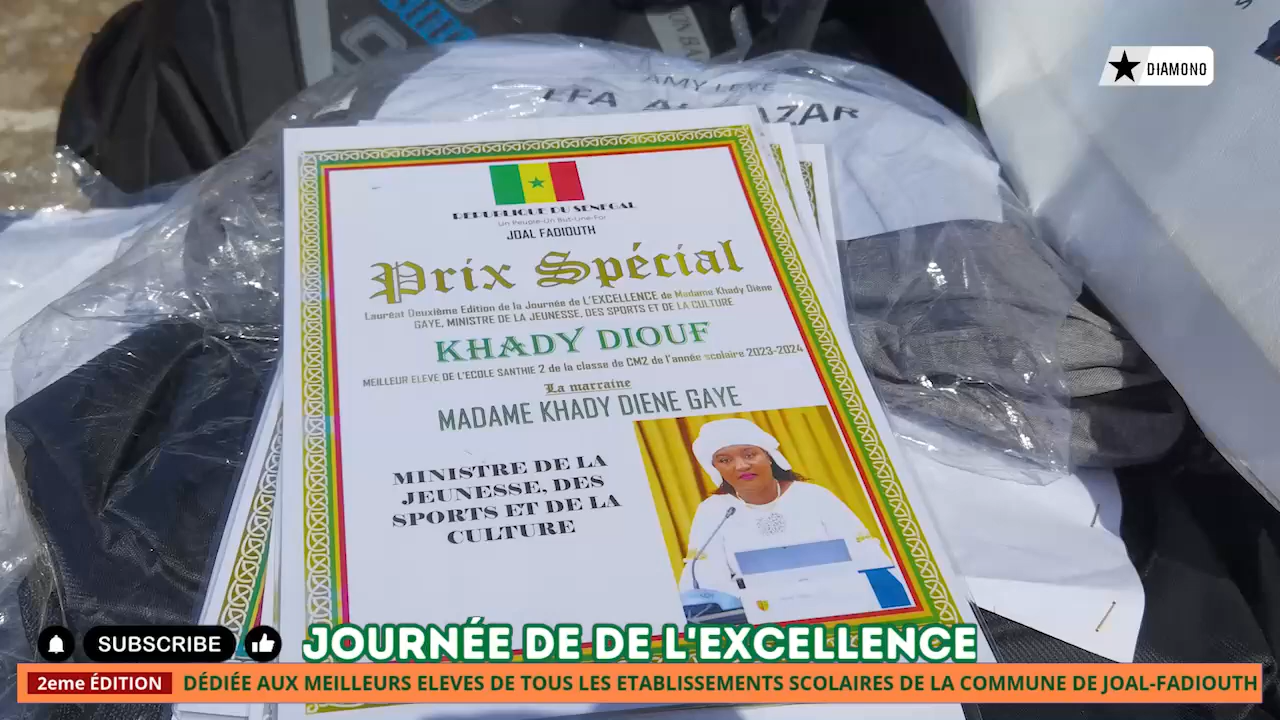 DIAMONO
AMY LEYE
REPUBLIQUE DU SENEGAL
Un Peuple-Un But-Une-Foi
JOAL FADIOUTH
Prix Spécial
Lauréat Deuxième Edition de la Journée de L'EXCELLENCE de Madame Khady Diène
GAYE, MINISTRE DE LA JEUNESSE, DES SPORTS ET DE LA CULTURE
KHADY DIOUF
MEILLEUR ELEVE DE L'ECOLE SANTHIE 2 de la classe de CM2 de l'année scolaire 2023-2024
La marraine
MADAME KHADY DIENE GAYE
MINISTRE DE LA
JEUNESSE, DES
SPORTS ET DE LA
CULTURE
SUBSCRIBE
JOURNÉE DE DE L'EXCELLENCE
2eme ÉDITION DÉDIÉE AUX MEILLEURS ELEVES DE TOUS LES ETABLISSEMENTS SCOLAIRES DE LA COMMUNE DE JOAL-FADIOUTH